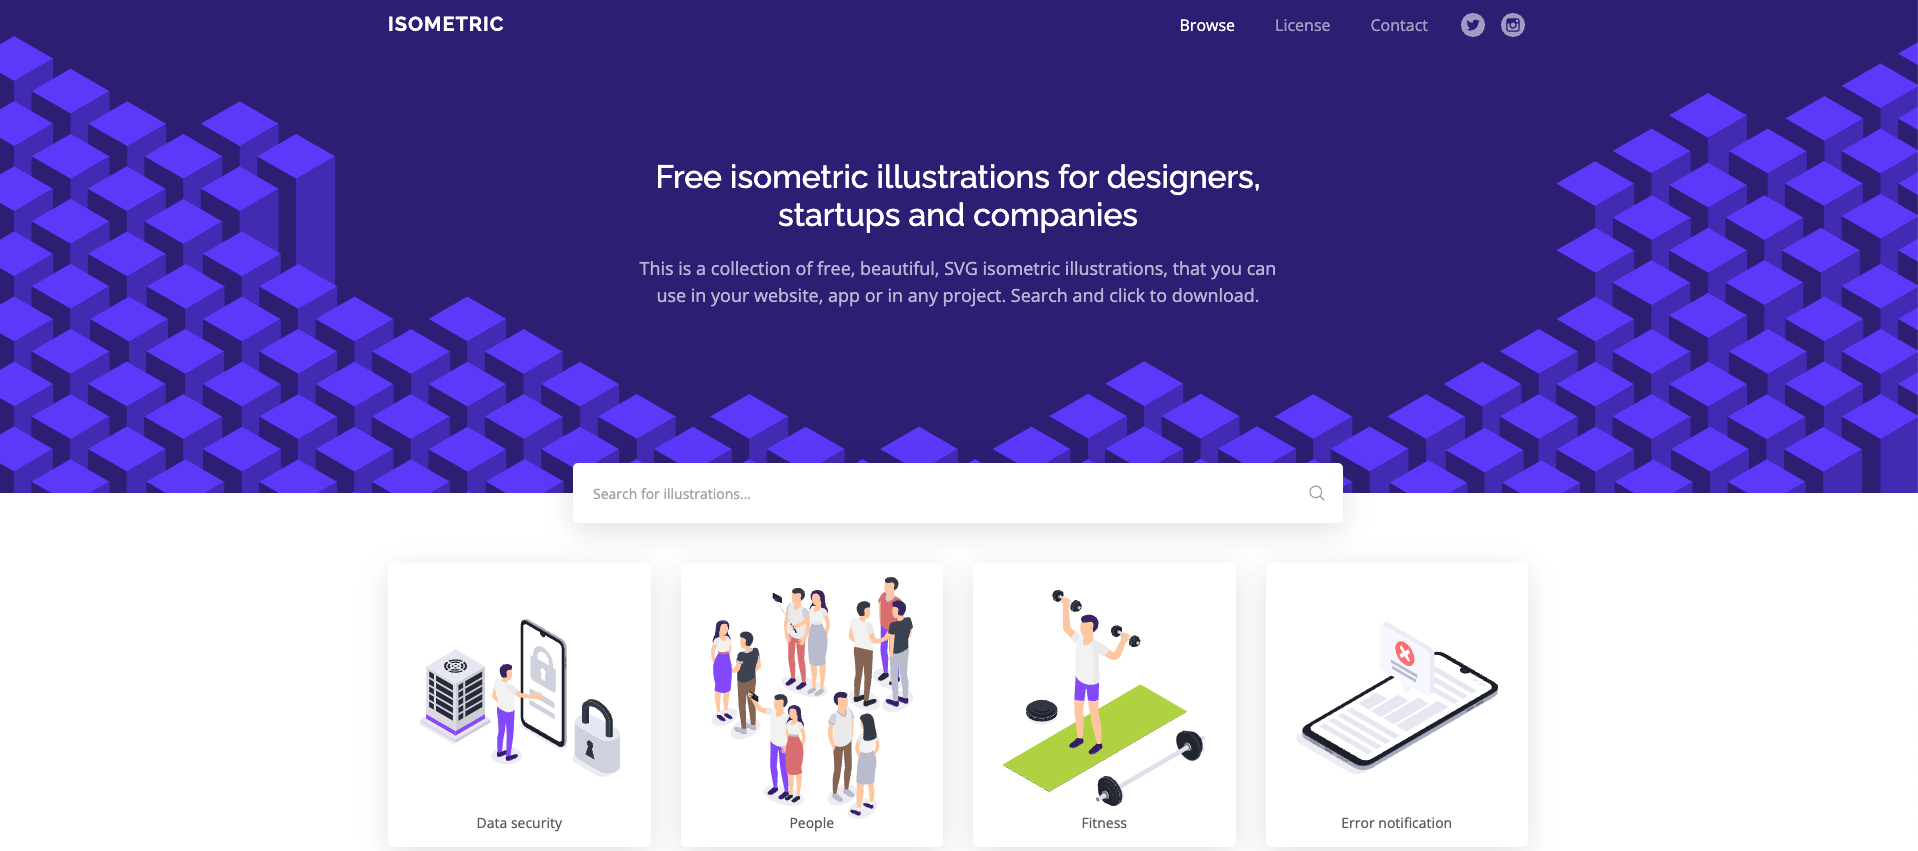 ISOMETRIC
Browse
License
Contact
Free isometric illustrations for designers,
startups and companies
This is a collection of free, beautiful, SVG isometric illustrations, that you can
use in your website, app or in any project. Search and click to download.
Search for illustrations...
Data security
People
Fitness
Error notification